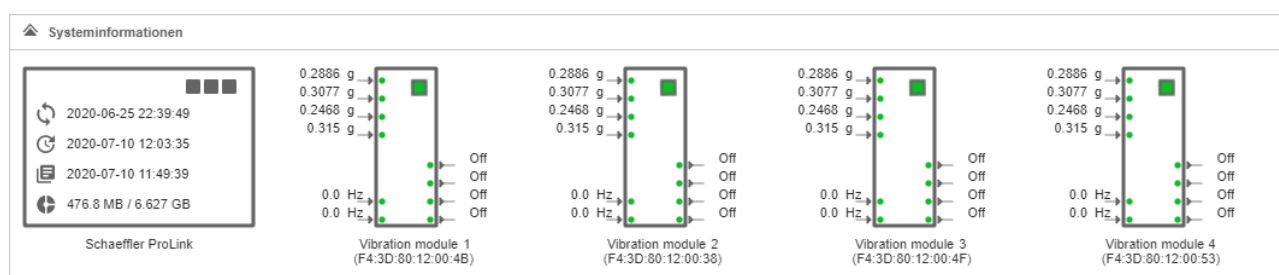 Systeminformationen
2020-06-25 22:39:49
2020-07-10 12:03:35
2020-07-10 11:49:39
476.8 MB / 6.627 GB
Schaeffler ProLink
0.2886 g
0.3077 g
0.2468 g
0.315 g
Off
Off
0.0 Hz Off
0.0 Hz Off
Vibration module 1
(F4:3D:80:12:00:4B)
0.2886 g
0.3077 g
0.2468 g
0.315 g
Off
Off
0.0 Hz Off
0.0 Hz Off
Vibration module 2
(F4:3D:80:12:00:38)
0.2886 g
0.3077 g
0.2468 g
0.315 g
Off
Off
0.0 Hz Off
0.0 Hz Off
Vibration module 3
(F4:3D:80:12:00:4F)
0.2886 g
0.3077 g
0.2468 g
0.315 g
Off
Off
0.0 Hz Off
0.0 Hz Off
Vibration module 4
(F4:3D:80:12:00:53)